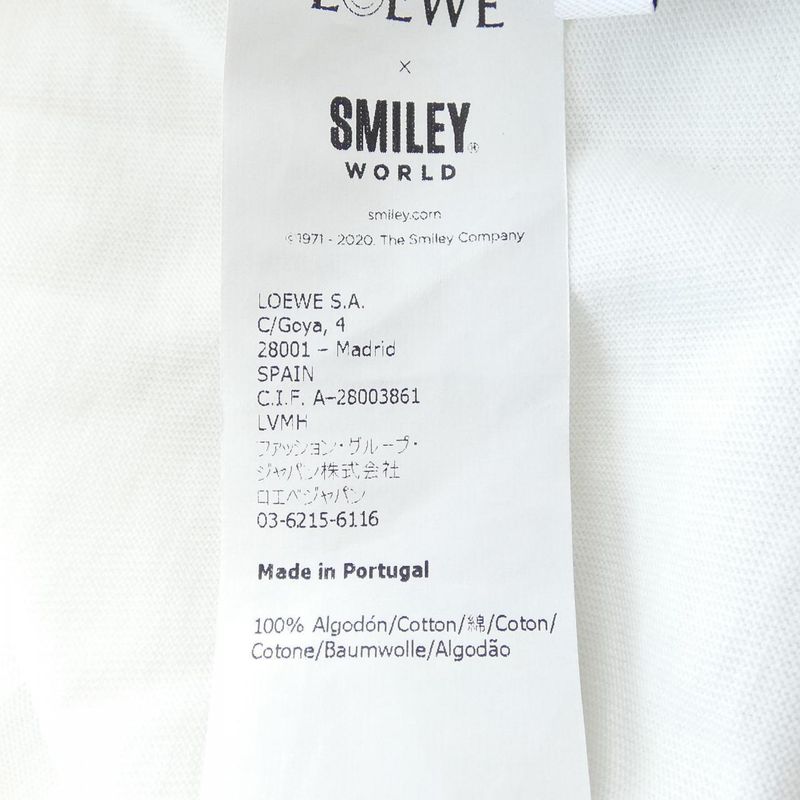 LOEWE
×
SMILEY®
WORLD
smiley.com
© 1971 - 2020. The Smiley Company
LOEWE S.A.
C/Goya, 4
28001 – Madrid
SPAIN
C.I.F. A-28003861
LVMH
ファッション・グループ・
ジャパン株式会社
ロエベジャパン
03-6215-6116
Made in Portugal
100% Algodón/Cotton/綿/Coton/
Cotone/Baumwolle/Algodão